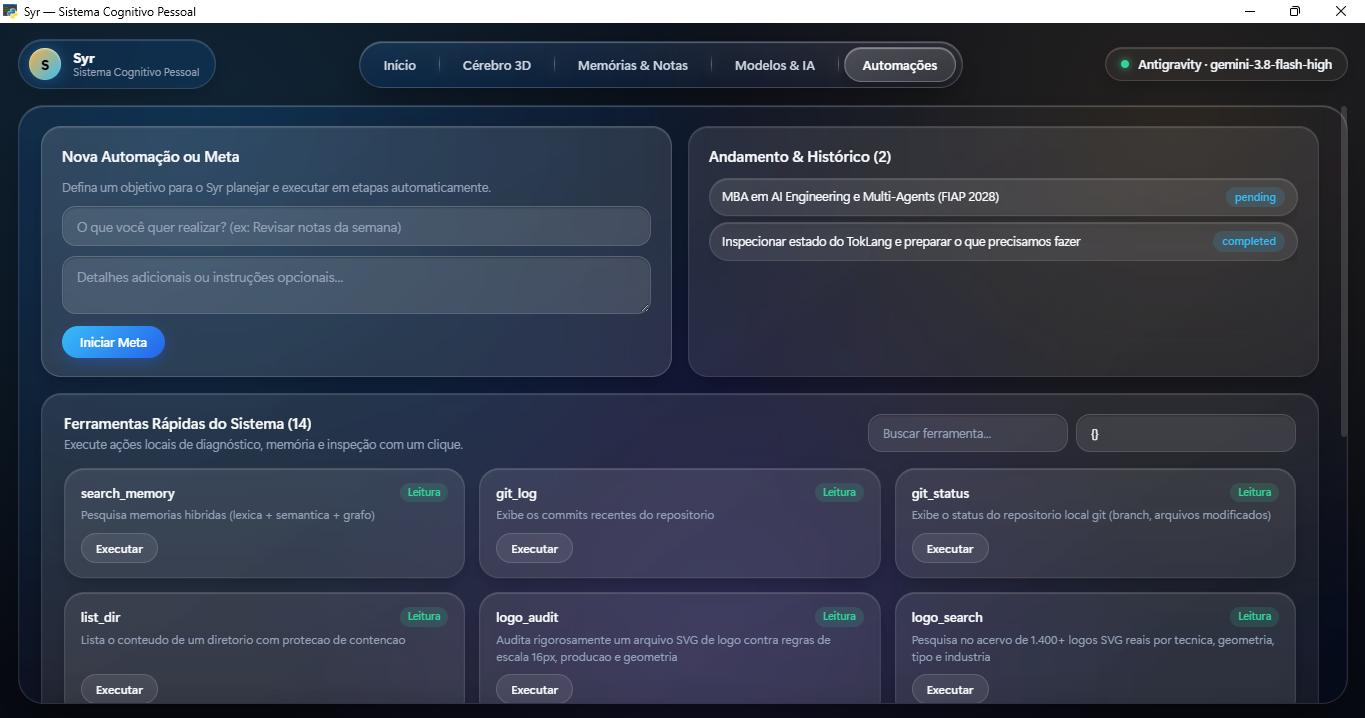 Syr — Sistema Cognitivo Pessoal
S
Syr
Sistema Cognitivo Pessoal
Início
Cérebro 3D
Memórias & Notas
Modelos & IA
Automações
Antigravity · gemini-3.8-flash-high
Nova Automação ou Meta
Defina um objetivo para o Syr planejar e executar em etapas automaticamente.
O que você quer realizar? (ex: Revisar notas da semana)
Detalhes adicionais ou instruções opcionais...
Iniciar Meta
Andamento & Histórico (2)
MBA em AI Engineering e Multi-Agents (FIAP 2028)
pending
Inspecionar estado do TokLang e preparar o que precisamos fazer
completed
Ferramentas Rápidas do Sistema (14)
Execute ações locais de diagnóstico, memória e inspeção com um clique.
Buscar ferramenta...
{}
search_memory
Leitura
Pesquisa memorias hibridas (lexica + semantica + grafo)
Executar
git_log
Leitura
Exibe os commits recentes do repositorio
Executar
git_status
Leitura
Exibe o status do repositorio local git (branch, arquivos modificados)
Executar
list_dir
Leitura
Lista o conteudo de um diretorio com protecao de contencao
Executar
logo_audit
Leitura
Audita rigorosamente um arquivo SVG de logo contra regras de
escala 16px, producao e geometria
Executar
logo_search
Leitura
Pesquisa no acervo de 1.400+ logos SVG reais por tecnica, geometria,
tipo e industria
Executar